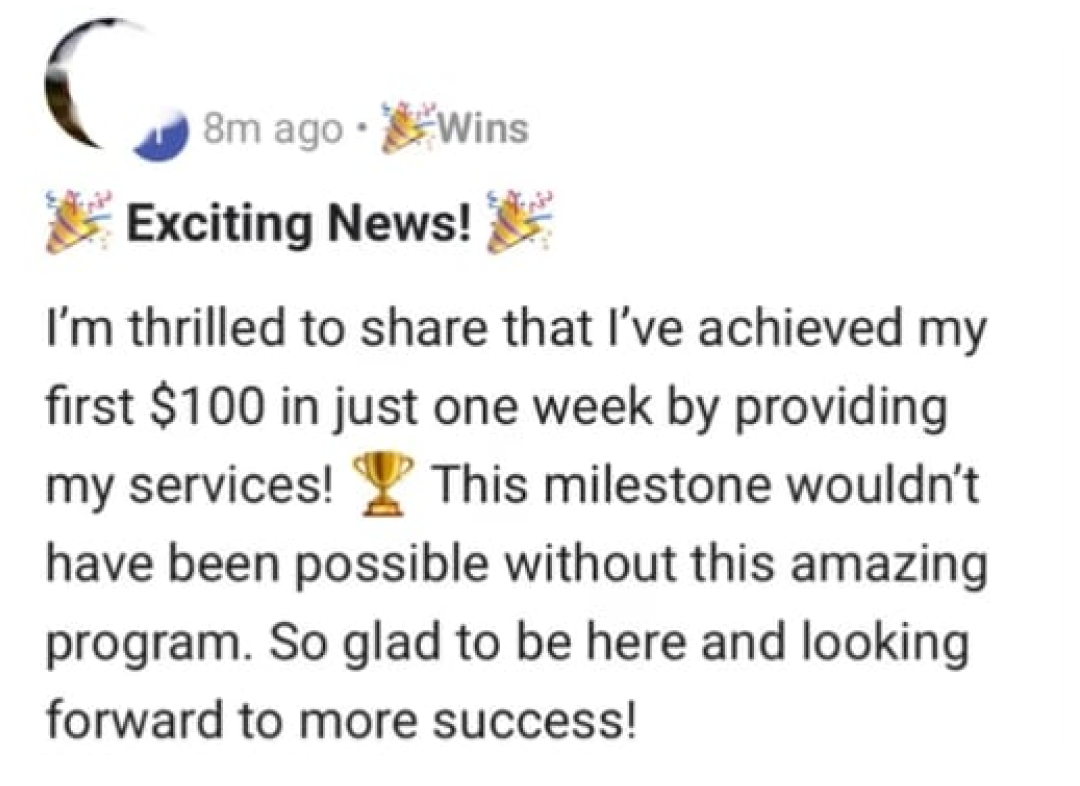 8m ago • 🎉Wins
🎉 Exciting News! 🎉
I’m thrilled to share that I’ve achieved my
first $100 in just one week by providing
my services! 🏆 This milestone wouldn’t
have been possible without this amazing
program. So glad to be here and looking
forward to more success!